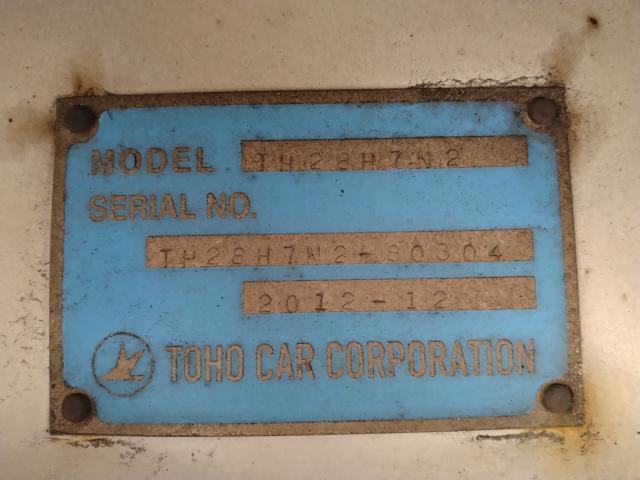 MODEL TH28H7N2
SERIAL NO.
TH28H7N2-80304
2012-12
TOHO CAR CORPORATION